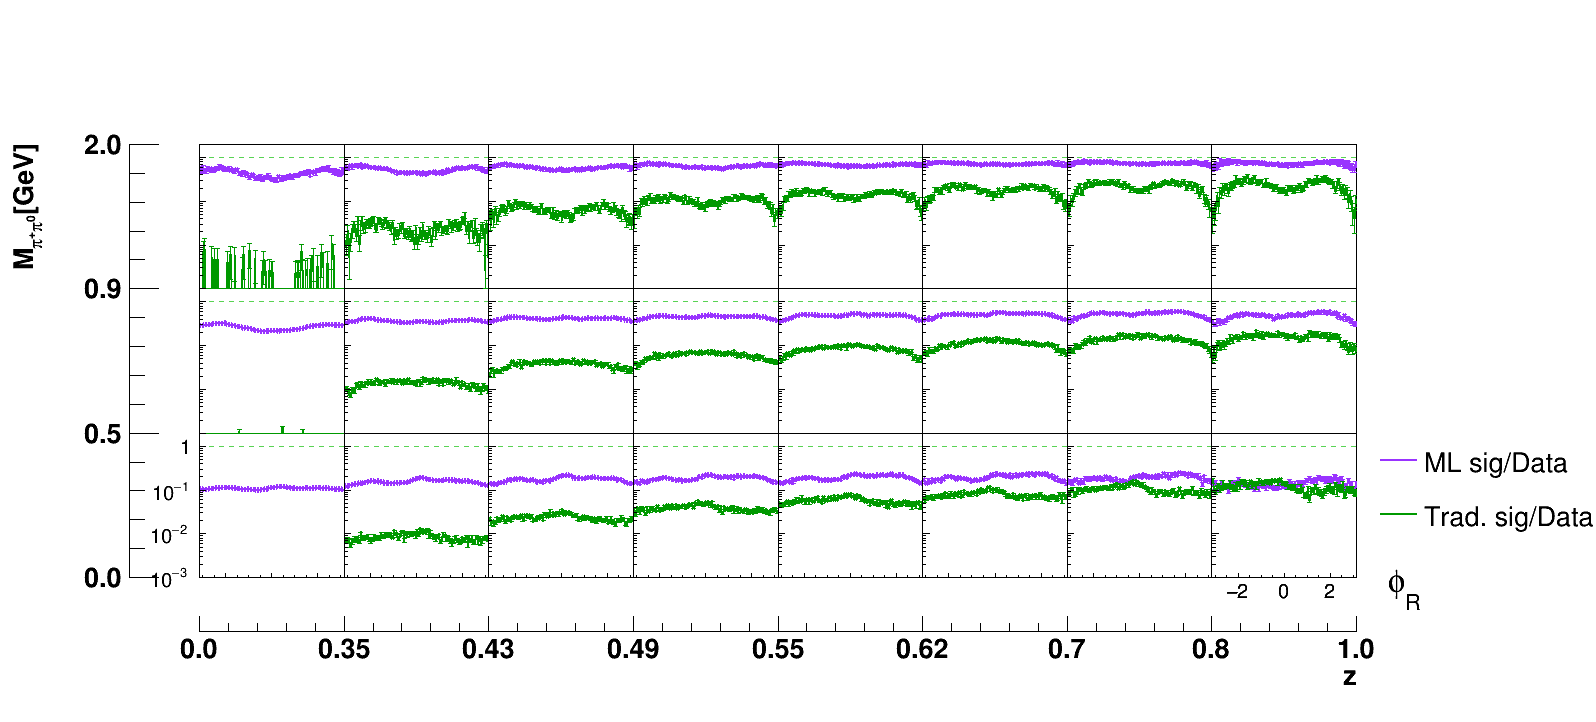 M π⁺π⁰ [GeV]
2.0
0.9
0.5
0.0
1
10⁻¹
10⁻²
10⁻³
ML sig/Data
Trad. sig/Data
−2 0 2
ϕR
0.0 0.35 0.43 0.49 0.55 0.62 0.7 0.8 1.0
z